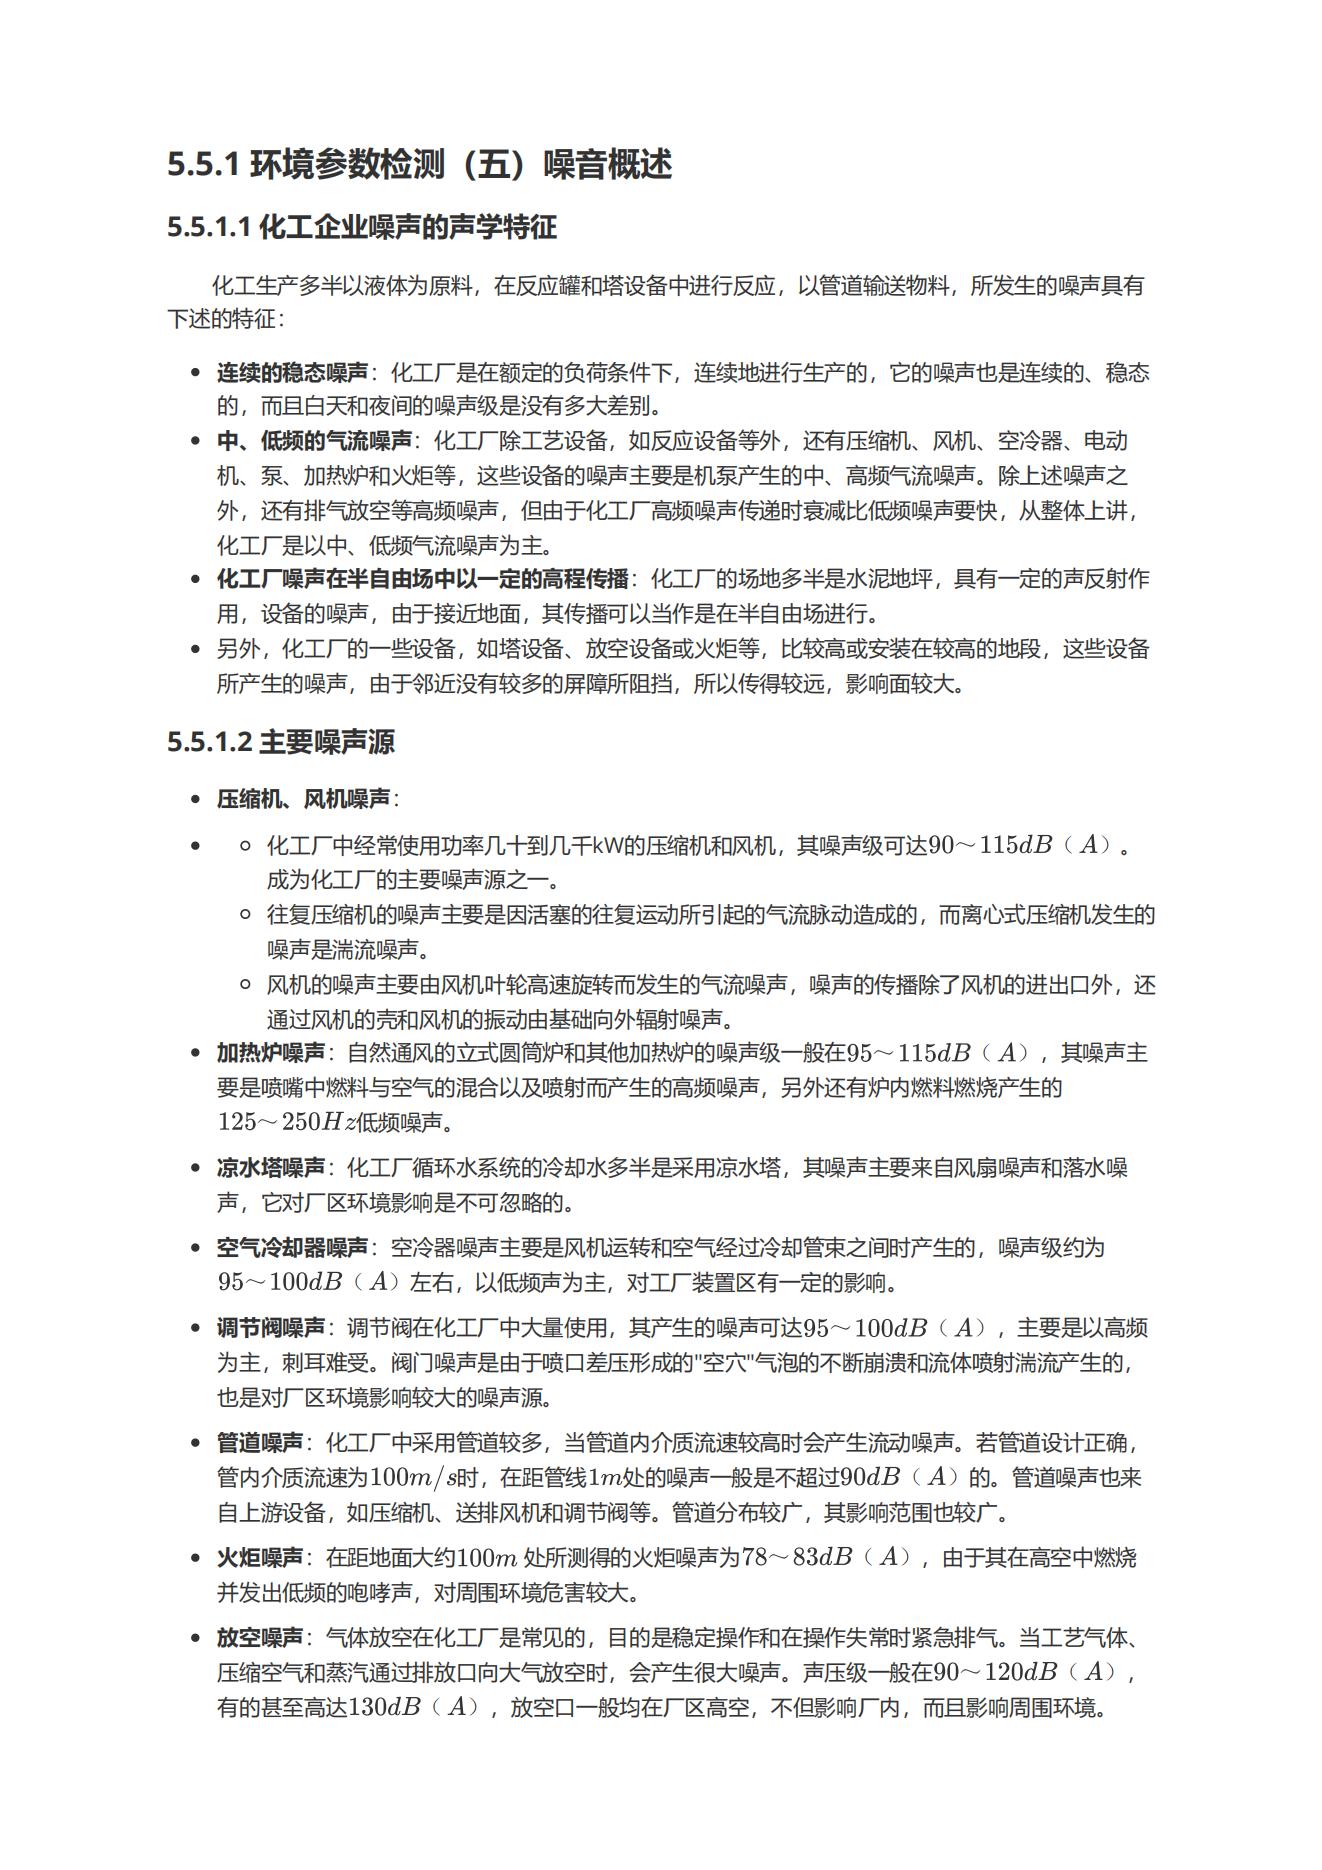 5.5.1 环境参数检测（五）噪音概述
5.5.1.1 化工企业噪声的声学特征
化工生产多半以液体为原料，在反应罐和塔设备中进行反应，以管道输送物料，所发生的噪声具有
下述的特征：
连续的稳态噪声：化工厂是在额定的负荷条件下，连续地进行生产的，它的噪声也是连续的、稳态
的，而且白天和夜间的噪声级是没有多大差别。
中、低频的气流噪声：化工厂除工艺设备，如反应设备等外，还有压缩机、风机、空冷器、电动
机、泵、加热炉和火炬等，这些设备的噪声主要是机泵产生的中、高频气流噪声。除上述噪声之
外，还有排气放空等高频噪声，但由于化工厂高频噪声传递时衰减比低频噪声要快，从整体上讲，
化工厂是以中、低频气流噪声为主。
化工厂噪声在半自由场中以一定的高程传播：化工厂的场地多半是水泥地坪，具有一定的声反射作
用，设备的噪声，由于接近地面，其传播可以当作是在半自由场进行。
另外，化工厂的一些设备，如塔设备、放空设备或火炬等，比较高或安装在较高的地段，这些设备
所产生的噪声，由于邻近没有较多的屏障所阻挡，所以传得较远，影响面较大。
5.5.1.2 主要噪声源
压缩机、风机噪声：
化工厂中经常使用功率几十到几千kW的压缩机和风机，其噪声级可达90～115dB（A）。
成为化工厂的主要噪声源之一。
往复压缩机的噪声主要是因活塞的往复运动所引起的气流脉动造成的，而离心式压缩机发生的
噪声是湍流噪声。
风机的噪声主要由风机叶轮高速旋转而发生的气流噪声，噪声的传播除了风机的进出口外，还
通过风机的壳和风机的振动由基础向外辐射噪声。
加热炉噪声：自然通风的立式圆筒炉和其他加热炉的噪声级一般在95～115dB（A），其噪声主
要是喷嘴中燃料与空气的混合以及喷射而产生的高频噪声，另外还有炉内燃料燃烧产生的
125～250Hz低频噪声。
凉水塔噪声：化工厂循环水系统的冷却水多半是采用凉水塔，其噪声主要来自风扇噪声和落水噪
声，它对厂区环境影响是不可忽略的。
空气冷却器噪声：空冷器噪声主要是风机运转和空气经过冷却管束之间时产生的，噪声级约为
95～100dB（A）左右，以低频声为主，对工厂装置区有一定的影响。
调节阀噪声：调节阀在化工厂中大量使用，其产生的噪声可达95～100dB（A），主要是以高频
为主，刺耳难受。阀门噪声是由于喷口差压形成的"空穴"气泡的不断崩溃和流体喷射湍流产生的，
也是对厂区环境影响较大的噪声源。
管道噪声：化工厂中采用管道较多，当管道内介质流速较高时会产生流动噪声。若管道设计正确，
管内介质流速为100m/s时，在距管线1m处的噪声一般是不超过90dB（A）的。管道噪声也来
自上游设备，如压缩机、送排风机和调节阀等。管道分布较广，其影响范围也较广。
火炬噪声：在距地面大约100m 处所测得的火炬噪声为78～83dB（A），由于其在高空中燃烧
并发出低频的咆哮声，对周围环境危害较大。
放空噪声：气体放空在化工厂是常见的，目的是稳定操作和在操作失常时紧急排气。当工艺气体、
压缩空气和蒸汽通过排放口向大气放空时，会产生很大噪声。声压级一般在90～120dB（A），
有的甚至高达130dB（A），放空口一般均在厂区高空，不但影响厂内，而且影响周围环境。